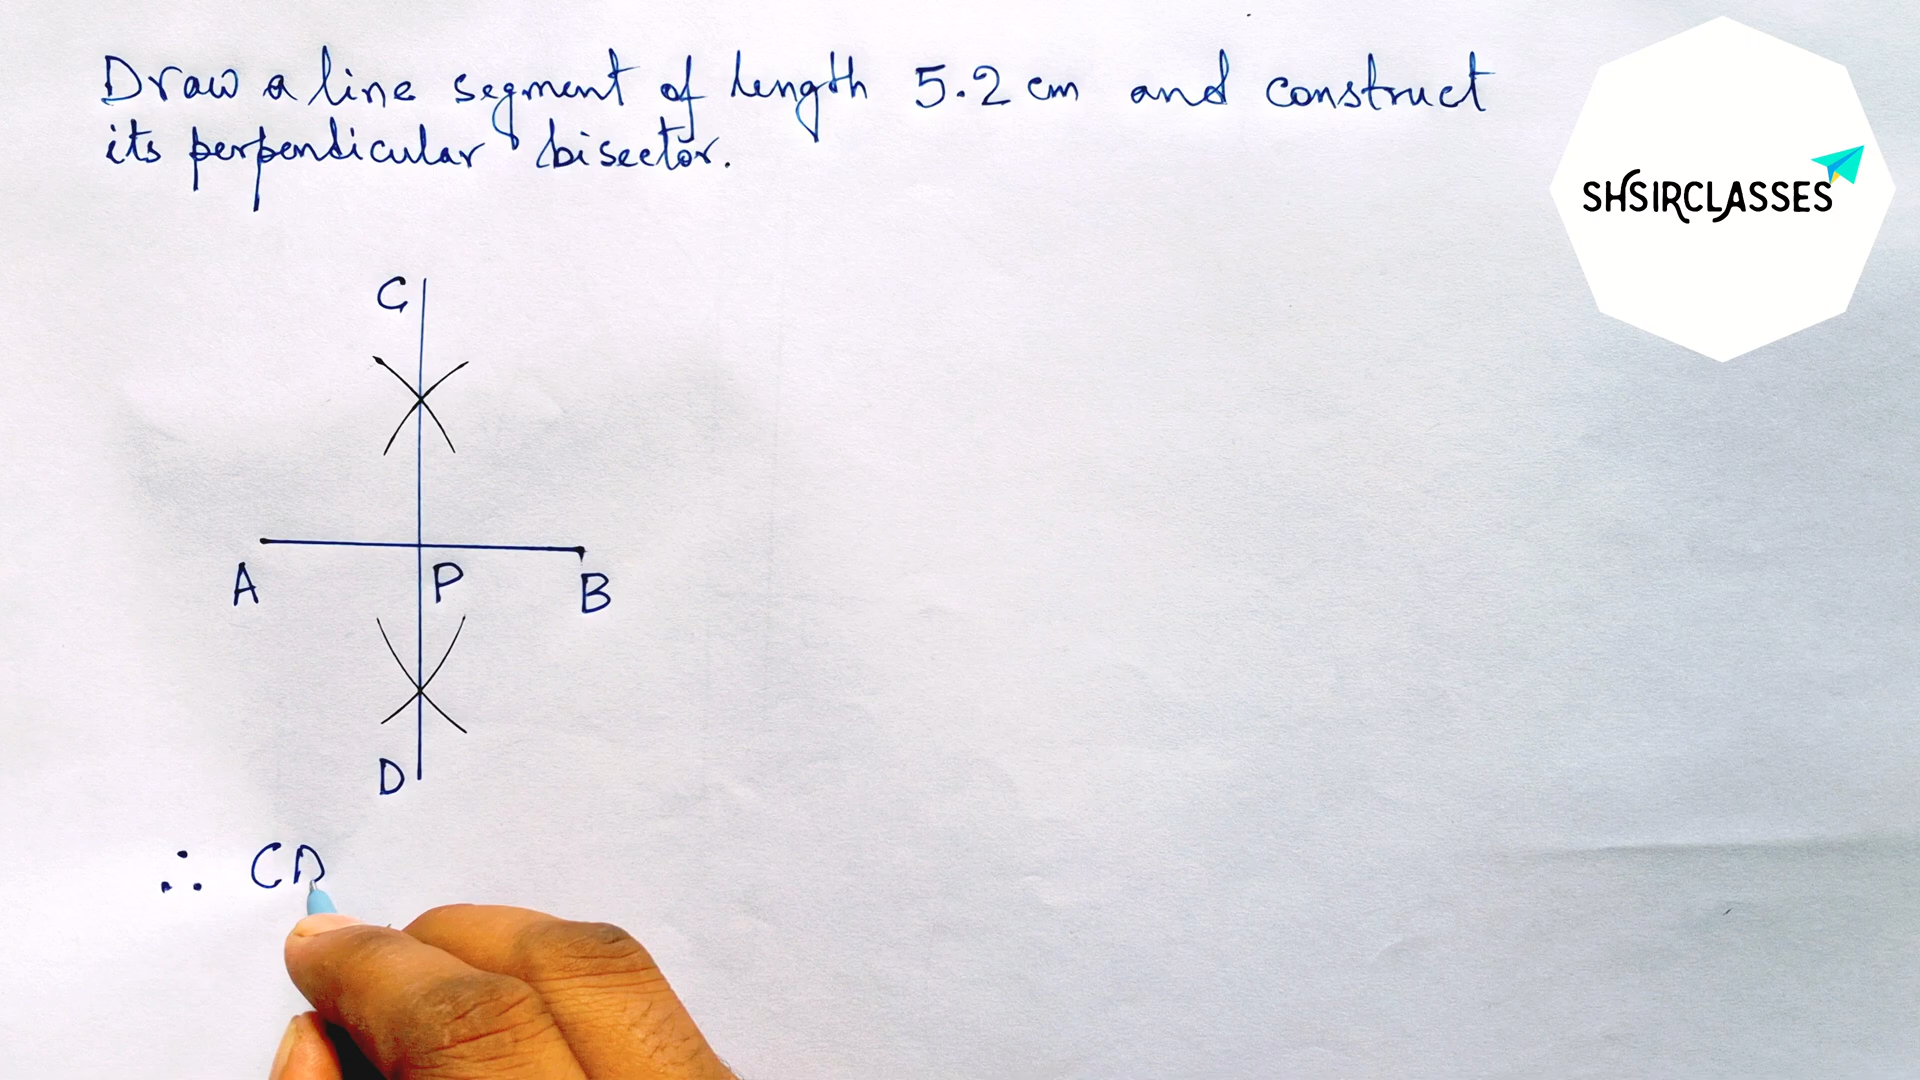 Draw a line segment of length 5.2 cm and construct
its perpendicular bisector.
SHSIRCLASSES
C
A
P
B
D
∴ CD